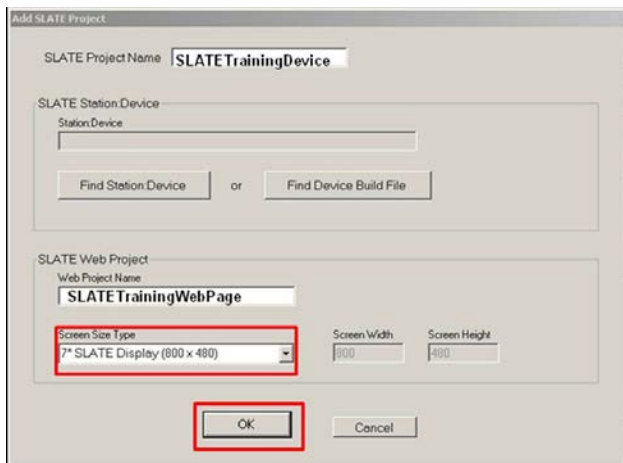 Add SLATE Project
SLATE Project Name SLATETrainingDevice
SLATE Station:Device
Station:Device
Find Station:Device or Find Device Build File
SLATE Web Project
Web Project Name
SLATETrainingWebPage
Screen Size Type Screen Width Screen Height
7" SLATE Display (800 x 480) 800 480
OK Cancel